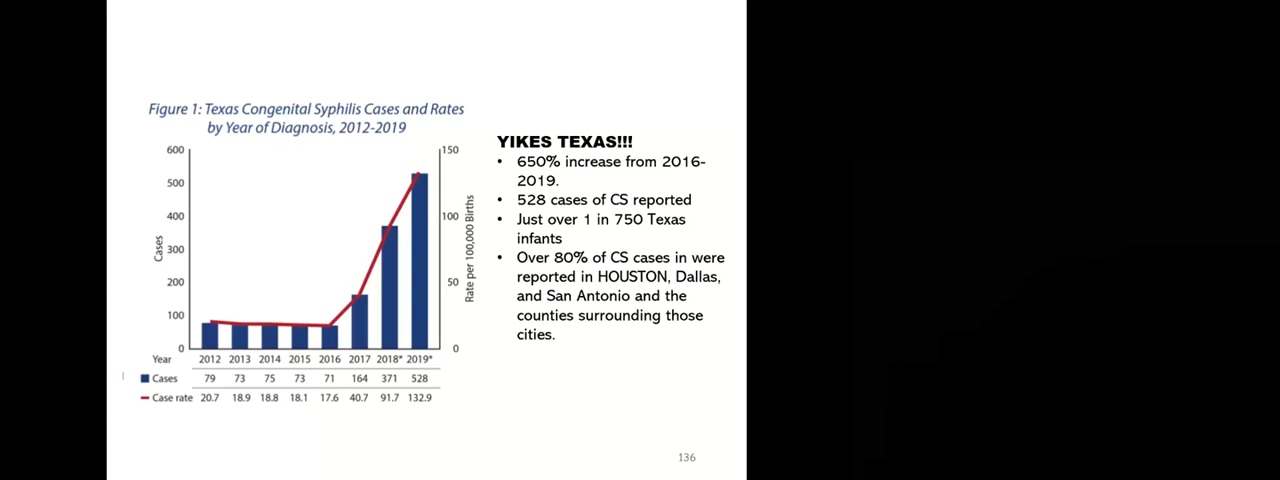 Figure 1: Texas Congenital Syphilis Cases and Rates
by Year of Diagnosis, 2012-2019
600
500
400
300
200
100
0
Cases
150
100
50
0
Rate per 100,000 Births
Year 2012 2013 2014 2015 2016 2017 2018* 2019*
Cases 79 73 75 73 71 164 371 528
Case rate 20.7 18.9 18.8 18.1 17.6 40.7 91.7 132.9
YIKES TEXAS!!!
• 650% increase from 2016-
2019.
• 528 cases of CS reported
• Just over 1 in 750 Texas
infants
• Over 80% of CS cases in were
reported in HOUSTON, Dallas,
and San Antonio and the
counties surrounding those
cities.
136